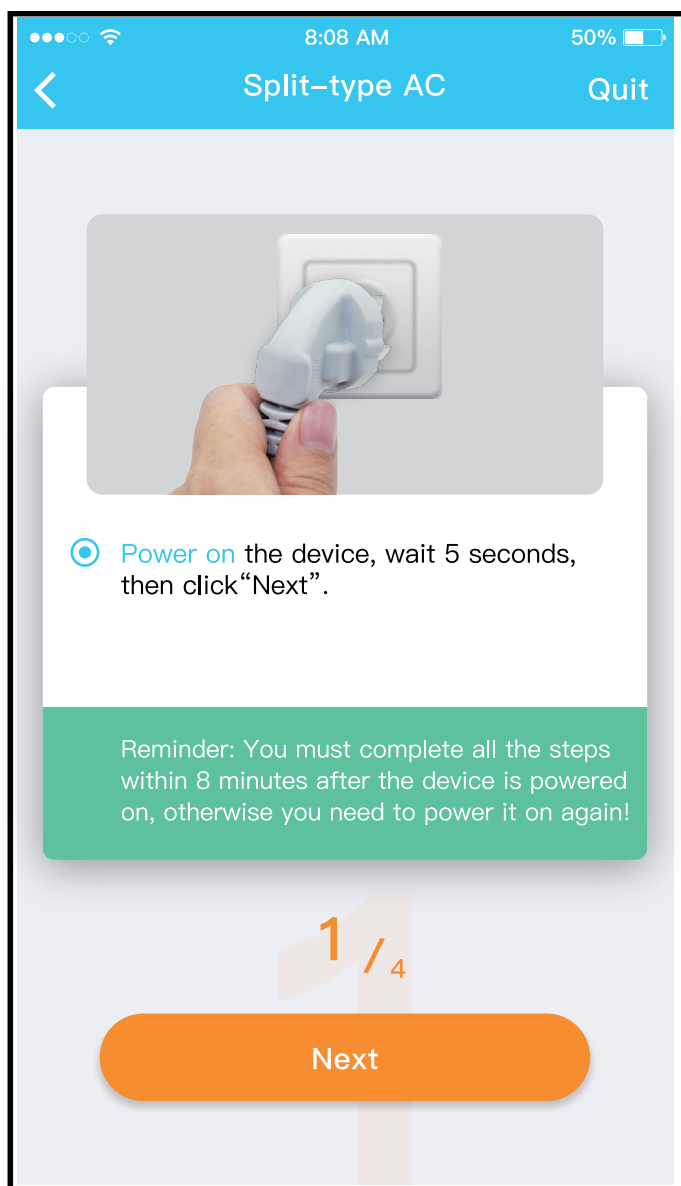 8:08 AM
50%
Split-type AC
Quit
Power on the device, wait 5 seconds,
then click“Next”.
Reminder: You must complete all the steps
within 8 minutes after the device is powered
on, otherwise you need to power it on again!
1
1 / 4
Next